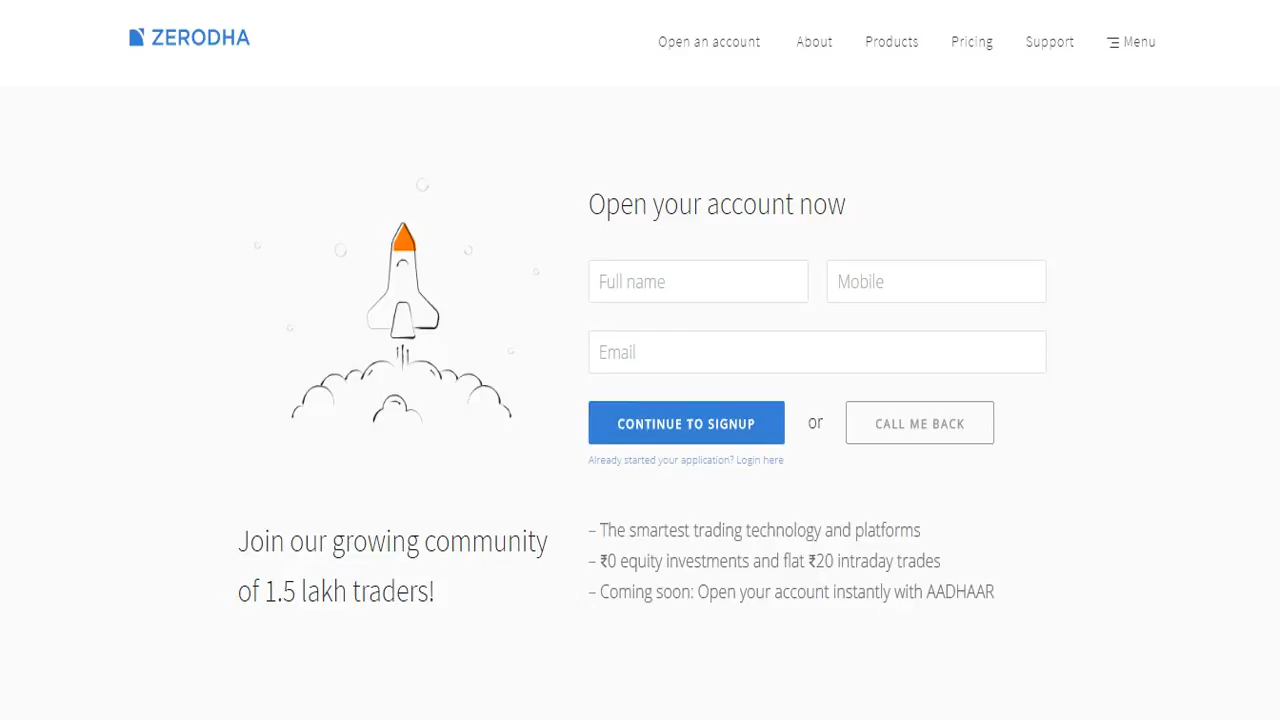 ZERODHA
Open an account About Products Pricing Support Menu
Open your account now
Full name Mobile
Email
CONTINUE TO SIGNUP or CALL ME BACK
Already started your application? Login here
Join our growing community
of 1.5 lakh traders!
– The smartest trading technology and platforms
– ₹0 equity investments and flat ₹20 intraday trades
– Coming soon: Open your account instantly with AADHAAR